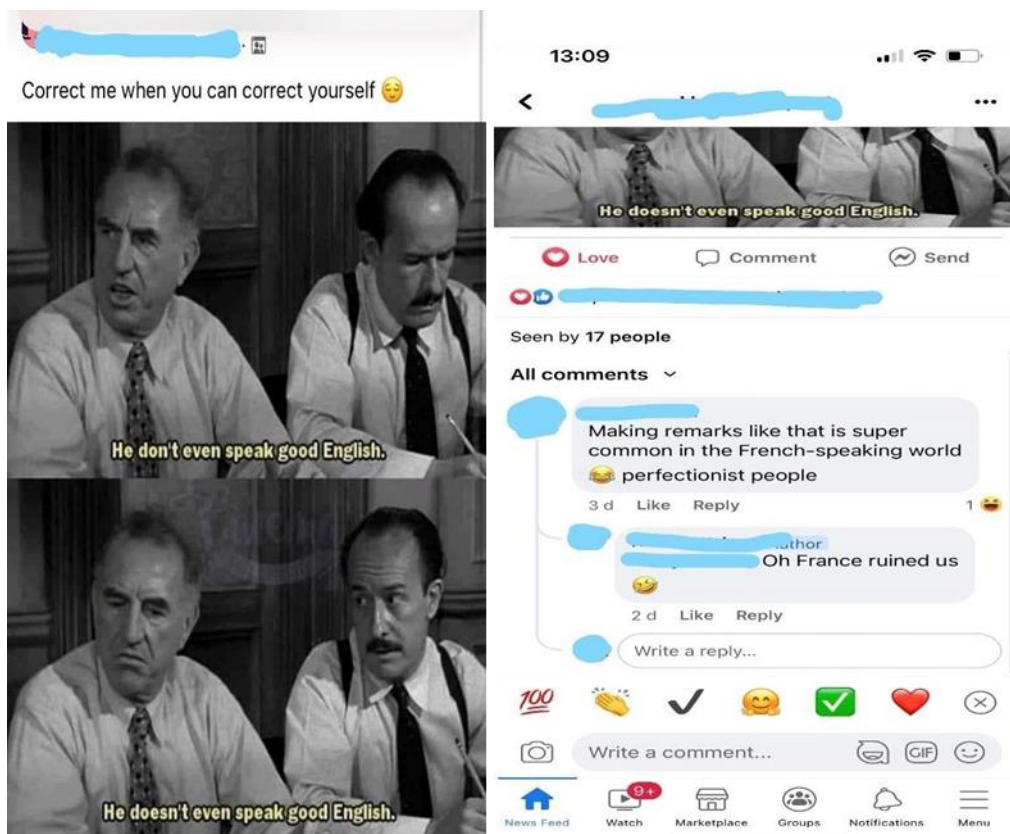 Correct me when you can correct yourself 😌
He don't even speak good English.
He doesn't even speak good English.
13:09
He doesn't even speak good English.
Love
Comment
Send
Seen by 17 people
All comments
Making remarks like that is super
common in the French-speaking world
😂 perfectionist people
3 d Like Reply
1 😆
Oh France ruined us
🤣
2 d Like Reply
Write a reply...
💯 👏 ✔ 🤗 ✅ ❤️
Write a comment...
GIF
9+
News Feed
Watch
Marketplace
Groups
Notifications
Menu